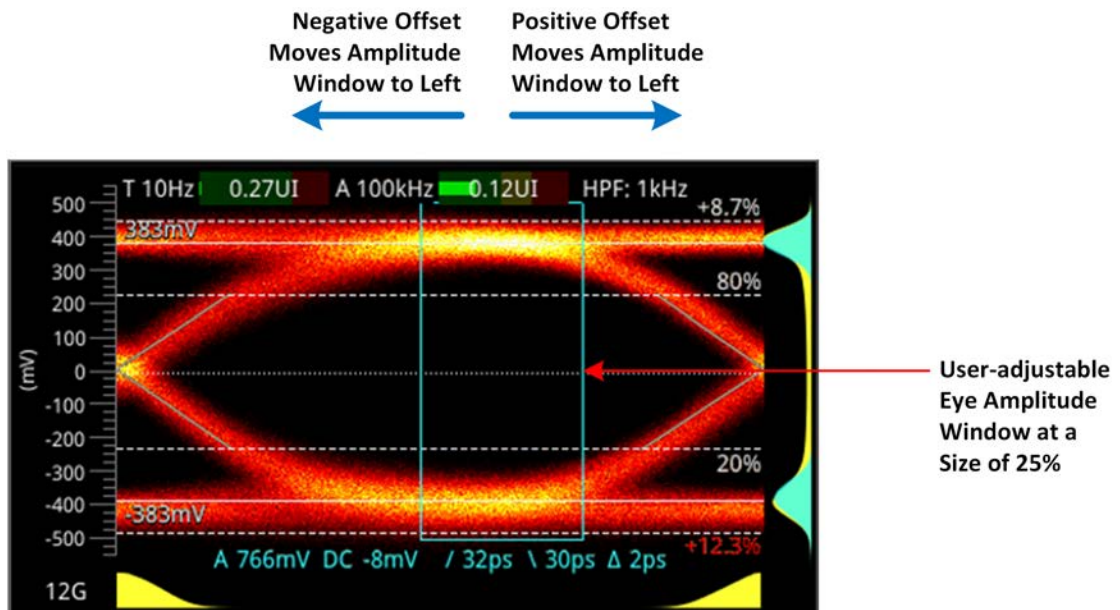 Negative Offset
Moves Amplitude
Window to Left
Positive Offset
Moves Amplitude
Window to Left
T 10Hz 0.27UI A 100kHz 0.12UI HPF: 1kHz
+8.7%
500
383mV
400
300
80%
200
100
0
(mV)
-100
-200
20%
-300
-400
-383mV
-500
+12.3%
A 766mV DC -8mV / 32ps \ 30ps Δ 2ps
12G
User-adjustable
Eye Amplitude
Window at a
Size of 25%